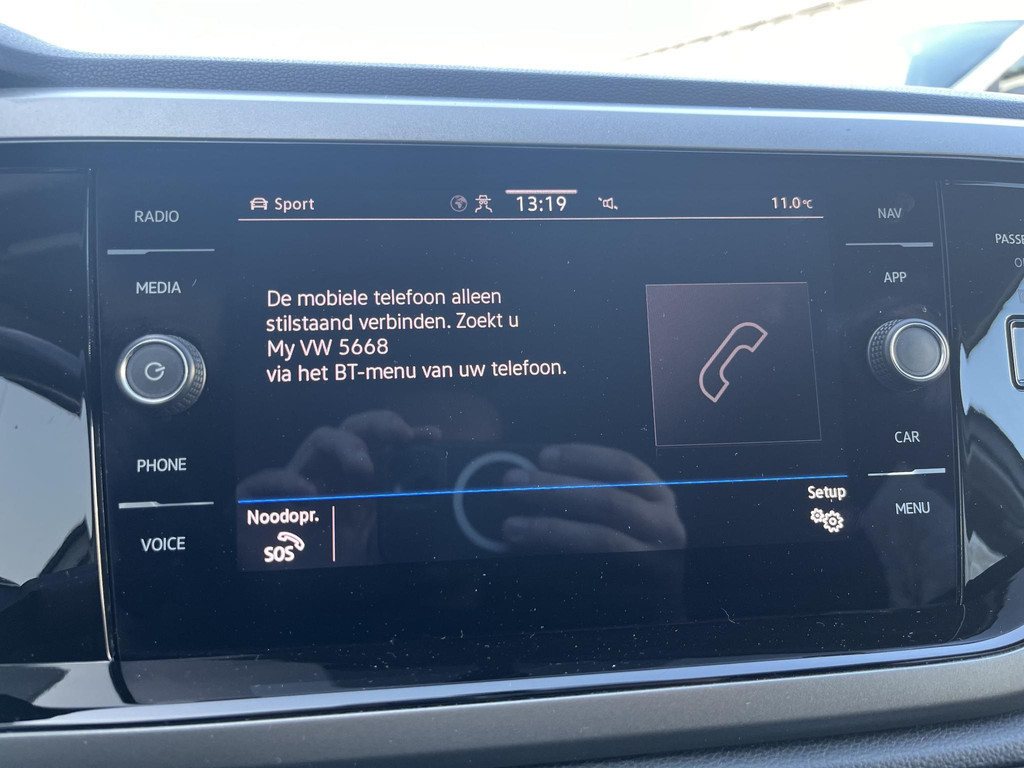 RADIO
MEDIA
PHONE
VOICE
Sport
13:19
11.0°C
De mobiele telefoon alleen
stilstaand verbinden. Zoekt u
My VW 5668
via het BT-menu van uw telefoon.
Noodopr.
SOS
Setup
NAV
APP
CAR
MENU